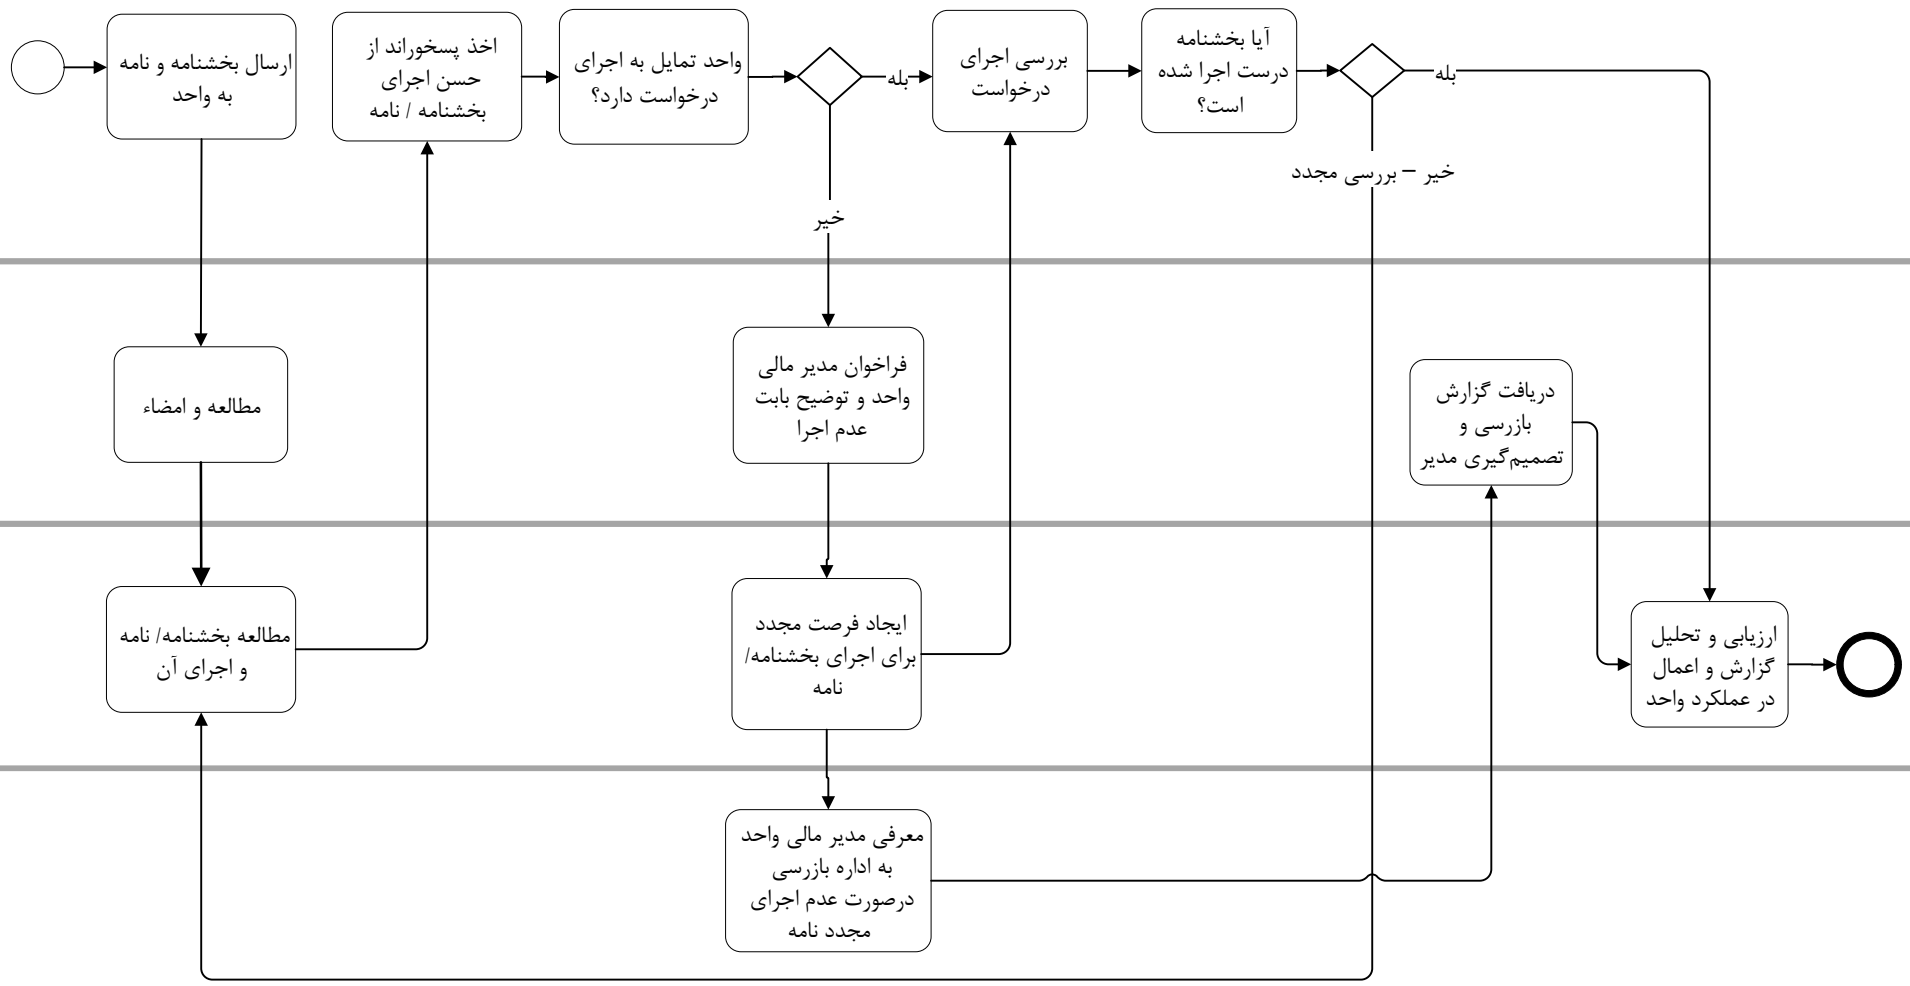 ارسال بخشنامه و نامه
به واحد
اخذ پسخوراند از
حسن اجرای
بخشنامه / نامه
واحد تمایل به اجرای
درخواست دارد؟
بله
خیر
بررسی اجرای
درخواست
آیا بخشنامه
درست اجرا شده
است؟
بله
خیر – بررسی مجدد
مطالعه و امضاء
فراخوان مدیر مالی
واحد و توضیح بابت
عدم اجرا
دریافت گزارش
بازرسی و
تصمیم‌گیری مدیر
مطالعه بخشنامه/ نامه
و اجرای آن
ایجاد فرصت مجدد
برای اجرای بخشنامه/
نامه
ارزیابی و تحلیل
گزارش و اعمال
در عملکرد واحد
معرفی مدیر مالی واحد
به اداره بازرسی
درصورت عدم اجرای
مجدد نامه